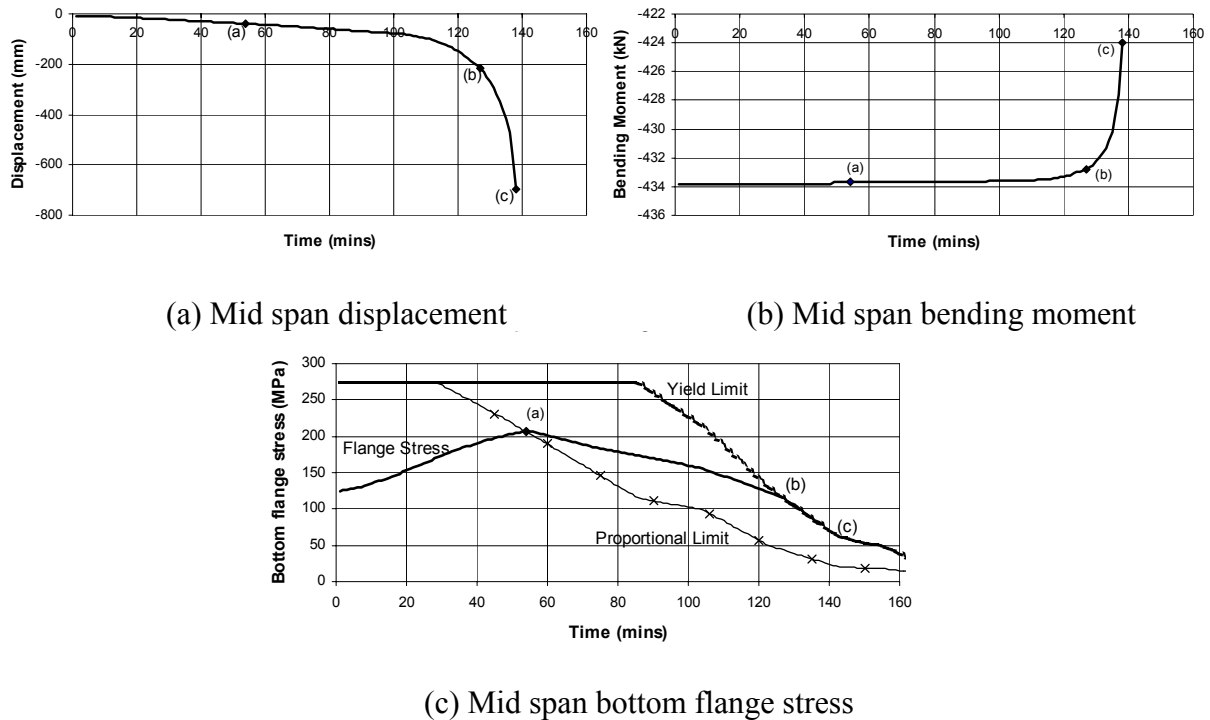 0
0 20 40 60 80 100 120 140 160
-200
-400
-600
-800
Displacement (mm)
Time (mins)
(a)
(b)
(c)
-422
0 20 40 60 80 100 120 140 160
-424
-426
-428
-430
-432
-434
-436
Bending Moment (kN)
Time (mins)
(a)
(b)
(c)
(a) Mid span displacement
(b) Mid span bending moment
300
250
200
150
100
50
0
Bottom flange stress (MPa)
Yield Limit
(a)
Flange Stress
(b)
(c)
Proportional Limit
0 20 40 60 80 100 120 140 160
Time (mins)
(c) Mid span bottom flange stress